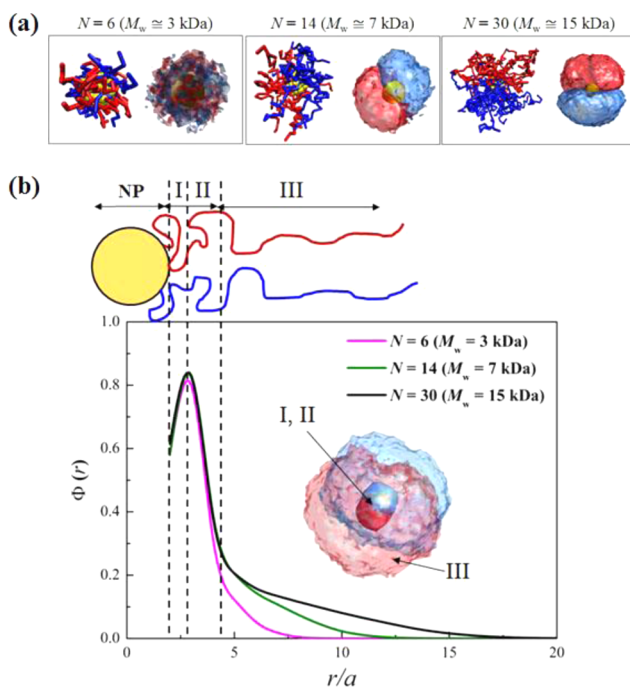 (a)
N = 6 (Mw ≅ 3 kDa) N = 14 (Mw ≅ 7 kDa) N = 30 (Mw ≅ 15 kDa)
(b)
NP I II III
N = 6 (Mw = 3 kDa)
N = 14 (Mw = 7 kDa)
N = 30 (Mw = 15 kDa)
I, II
III
Φ (r)
1.0
0.8
0.6
0.4
0.2
0.0
0 5 10 15 20
r/a